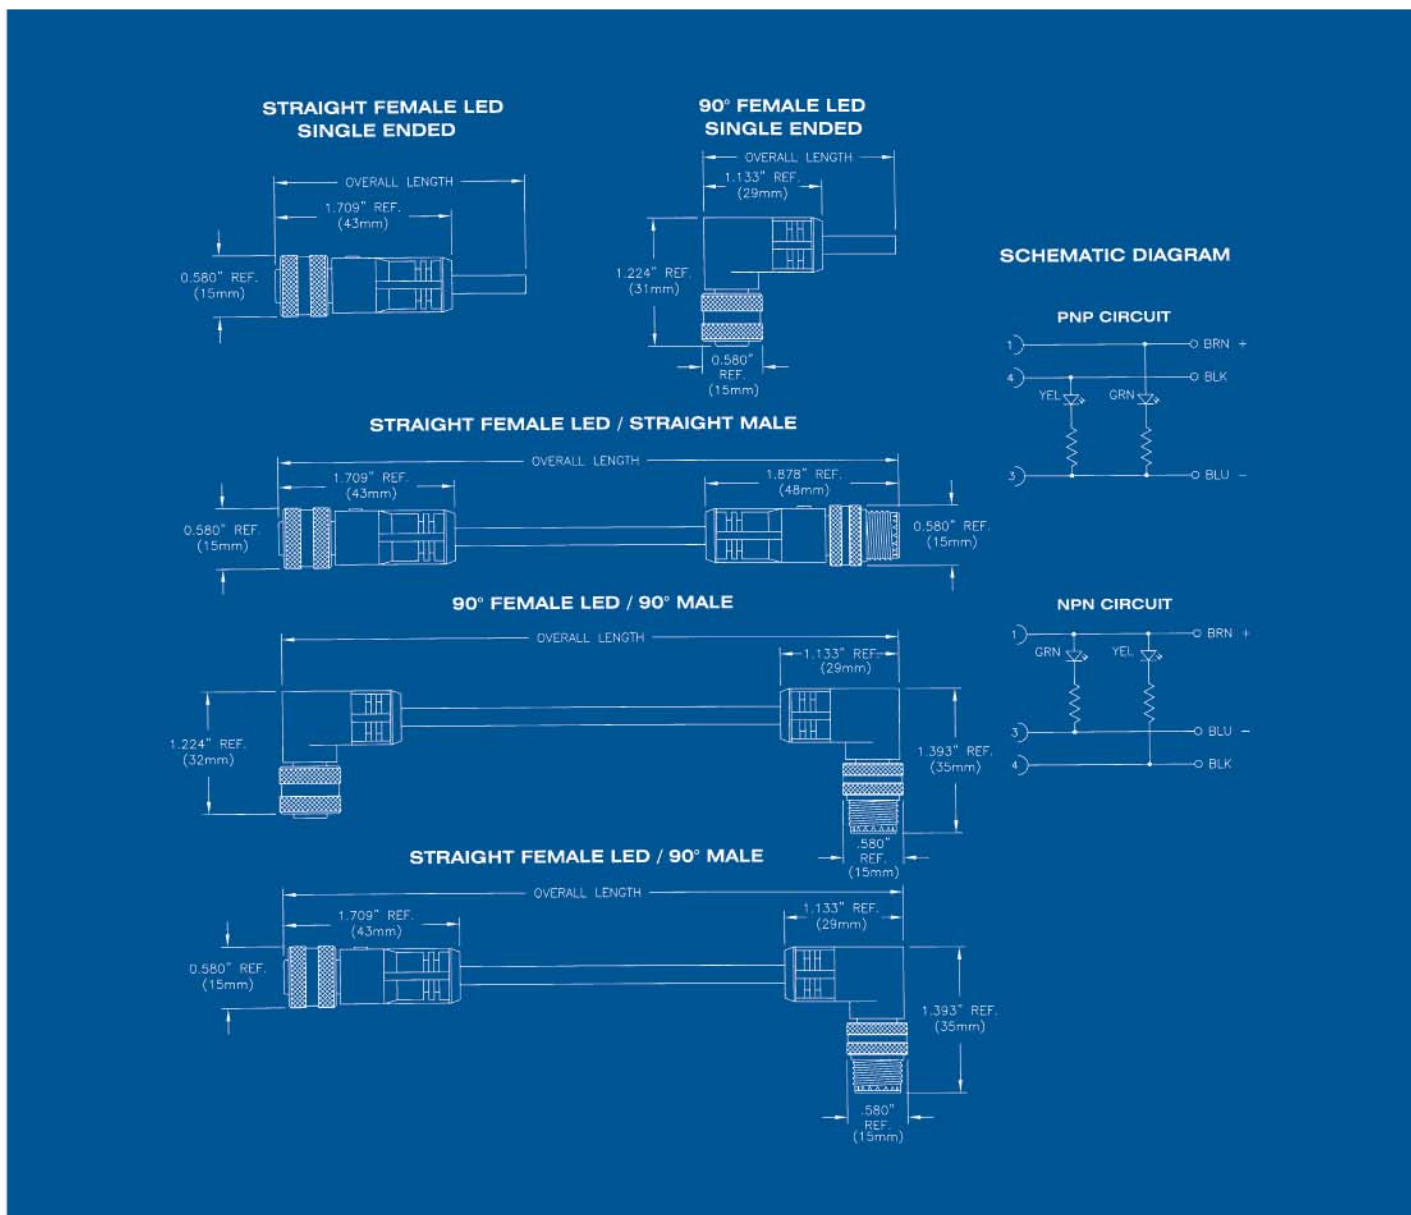 STRAIGHT FEMALE LED
SINGLE ENDED
OVERALL LENGTH
1.709" REF.
(43mm)
0.580" REF.
(15mm)
90° FEMALE LED
SINGLE ENDED
OVERALL LENGTH
1.133" REF.
(29mm)
1.224" REF.
(31mm)
0.580"
REF.
(15mm)
SCHEMATIC DIAGRAM
PNP CIRCUIT
1 BRN +
4 BLK
YEL GRN
3 BLU -
STRAIGHT FEMALE LED / STRAIGHT MALE
OVERALL LENGTH
1.709" REF.
(43mm)
1.878" REF.
(48mm)
0.580" REF.
(15mm)
0.580" REF.
(15mm)
90° FEMALE LED / 90° MALE
OVERALL LENGTH
1.133" REF.
(29mm)
1.224" REF.
(32mm)
1.393" REF.
(35mm)
.580"
REF.
(15mm)
NPN CIRCUIT
1 BRN +
GRN YEL
3 BLU -
4 BLK
STRAIGHT FEMALE LED / 90° MALE
OVERALL LENGTH
1.709" REF.
(43mm)
1.133" REF.
(29mm)
0.580" REF.
(15mm)
1.393" REF.
(35mm)
.580"
REF.
(15mm)